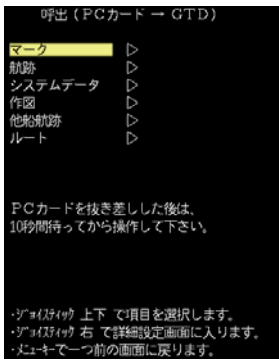 呼出(PCカード → GTD)
マーク ▷
航跡 ▷
システムデータ ▷
作図 ▷
他船航跡 ▷
ルート ▷
PCカードを抜き差しした後は、
10秒間待ってから操作して下さい。
・ｼﾞｮｲｽﾃｨｯｸ 上下 で項目を選択します。
・ｼﾞｮｲｽﾃｨｯｸ 右 で詳細設定画面に入ります。
・ﾒﾆｭｰｷｰで一つ前の画面に戻ります。